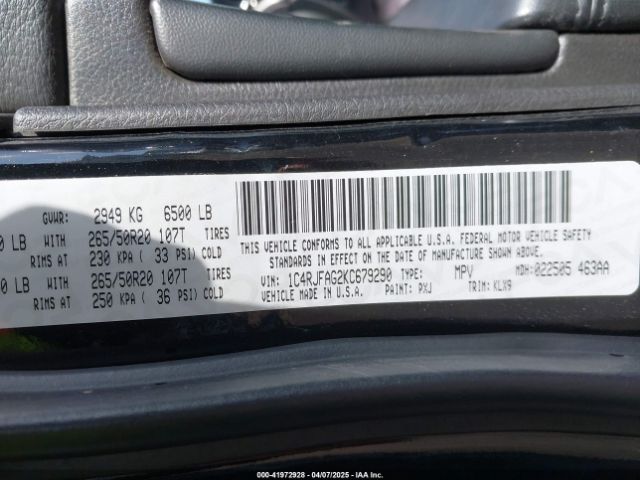 GVWR: 2949 KG 6500 LB
0 LB WITH 265/50R20 107T TIRES
RIMS AT 230 KPA ( 33 PSI) COLD
0 LB WITH 265/50R20 107T TIRES
RIMS AT 250 KPA ( 36 PSI) COLD
THIS VEHICLE CONFORMS TO ALL APPLICABLE U.S.A. FEDERAL MOTOR VEHICLE SAFETY
STANDARDS IN EFFECT ON THE DATE OF MANUFACTURE SHOWN ABOVE.
VIN: 1C4RJFAG2KC679290 TYPE: MPV MDH:022505 463AA
VEHICLE MADE IN U.S.A. PAINT: PXJ TRIM: KLX9
000-41972928 - 04/07/2025 - IAAI.COM